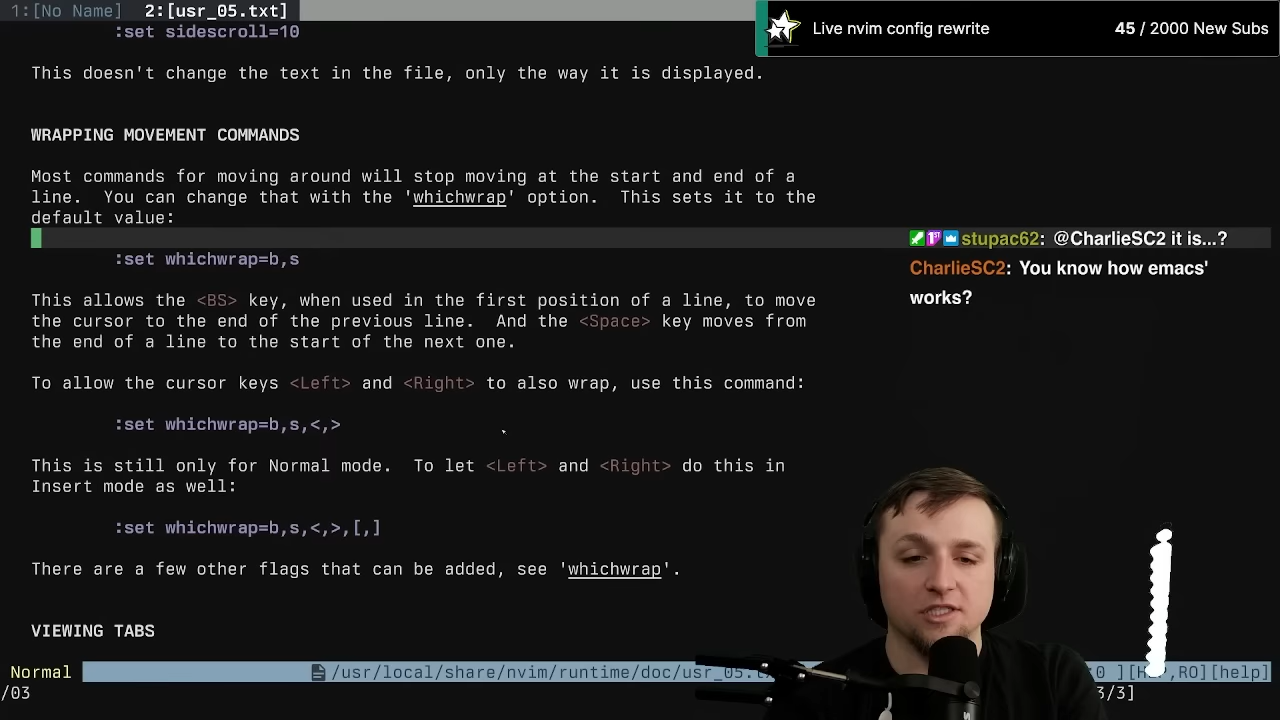 1:[No Name]  2:[usr_05.txt]
Live nvim config rewrite 45 / 2000 New Subs
:set sidescroll=10
This doesn't change the text in the file, only the way it is displayed.
WRAPPING MOVEMENT COMMANDS
Most commands for moving around will stop moving at the start and end of a
line.  You can change that with the 'whichwrap' option.  This sets it to the
default value:
:set whichwrap=b,s
This allows the <BS> key, when used in the first position of a line, to move
the cursor to the end of the previous line.  And the <Space> key moves from
the end of a line to the start of the next one.
To allow the cursor keys <Left> and <Right> to also wrap, use this command:
:set whichwrap=b,s,<,>
This is still only for Normal mode.  To let <Left> and <Right> do this in
Insert mode as well:
:set whichwrap=b,s,<,>,[,]
There are a few other flags that can be added, see 'whichwrap'.
VIEWING TABS
stupac62: @CharlieSC2 it is...?
CharlieSC2: You know how emacs'
works?
Normal /usr/local/share/nvim/runtime/doc/usr_05.t ][help]
/03 3/3]